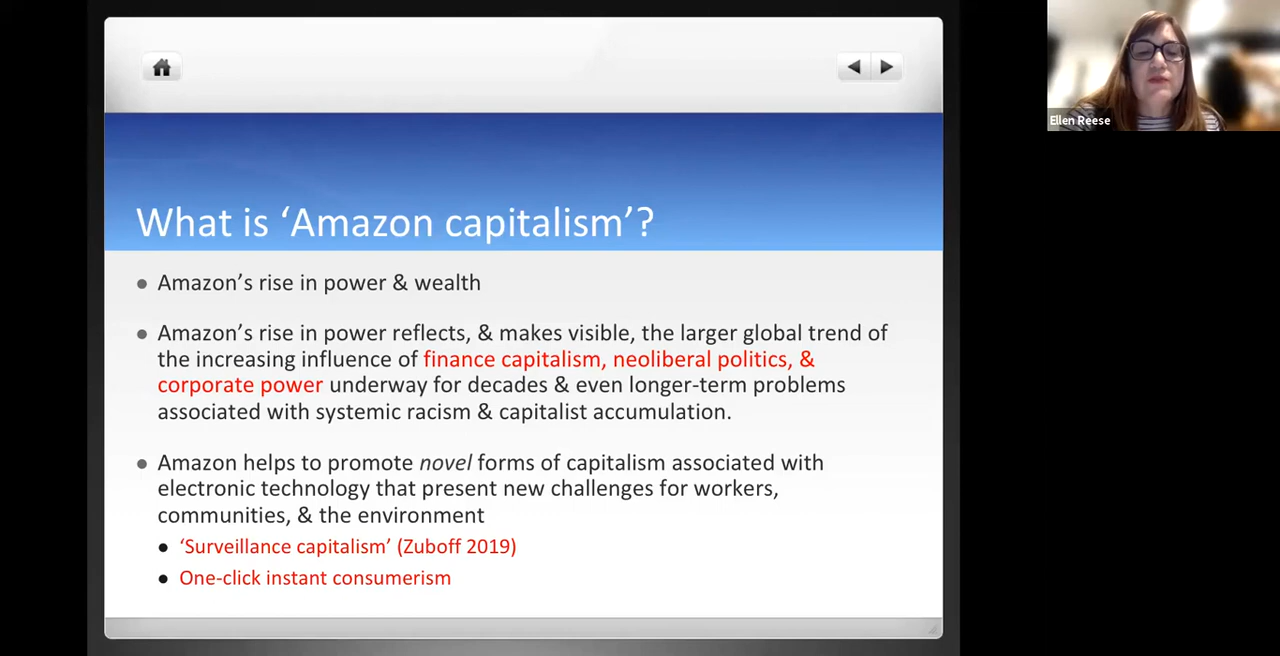 What is ‘Amazon capitalism’?
Amazon’s rise in power & wealth
Amazon’s rise in power reflects, & makes visible, the larger global trend of
the increasing influence of finance capitalism, neoliberal politics, &
corporate power underway for decades & even longer-term problems
associated with systemic racism & capitalist accumulation.
Amazon helps to promote novel forms of capitalism associated with
electronic technology that present new challenges for workers,
communities, & the environment
‘Surveillance capitalism’ (Zuboff 2019)
One-click instant consumerism
Ellen Reese